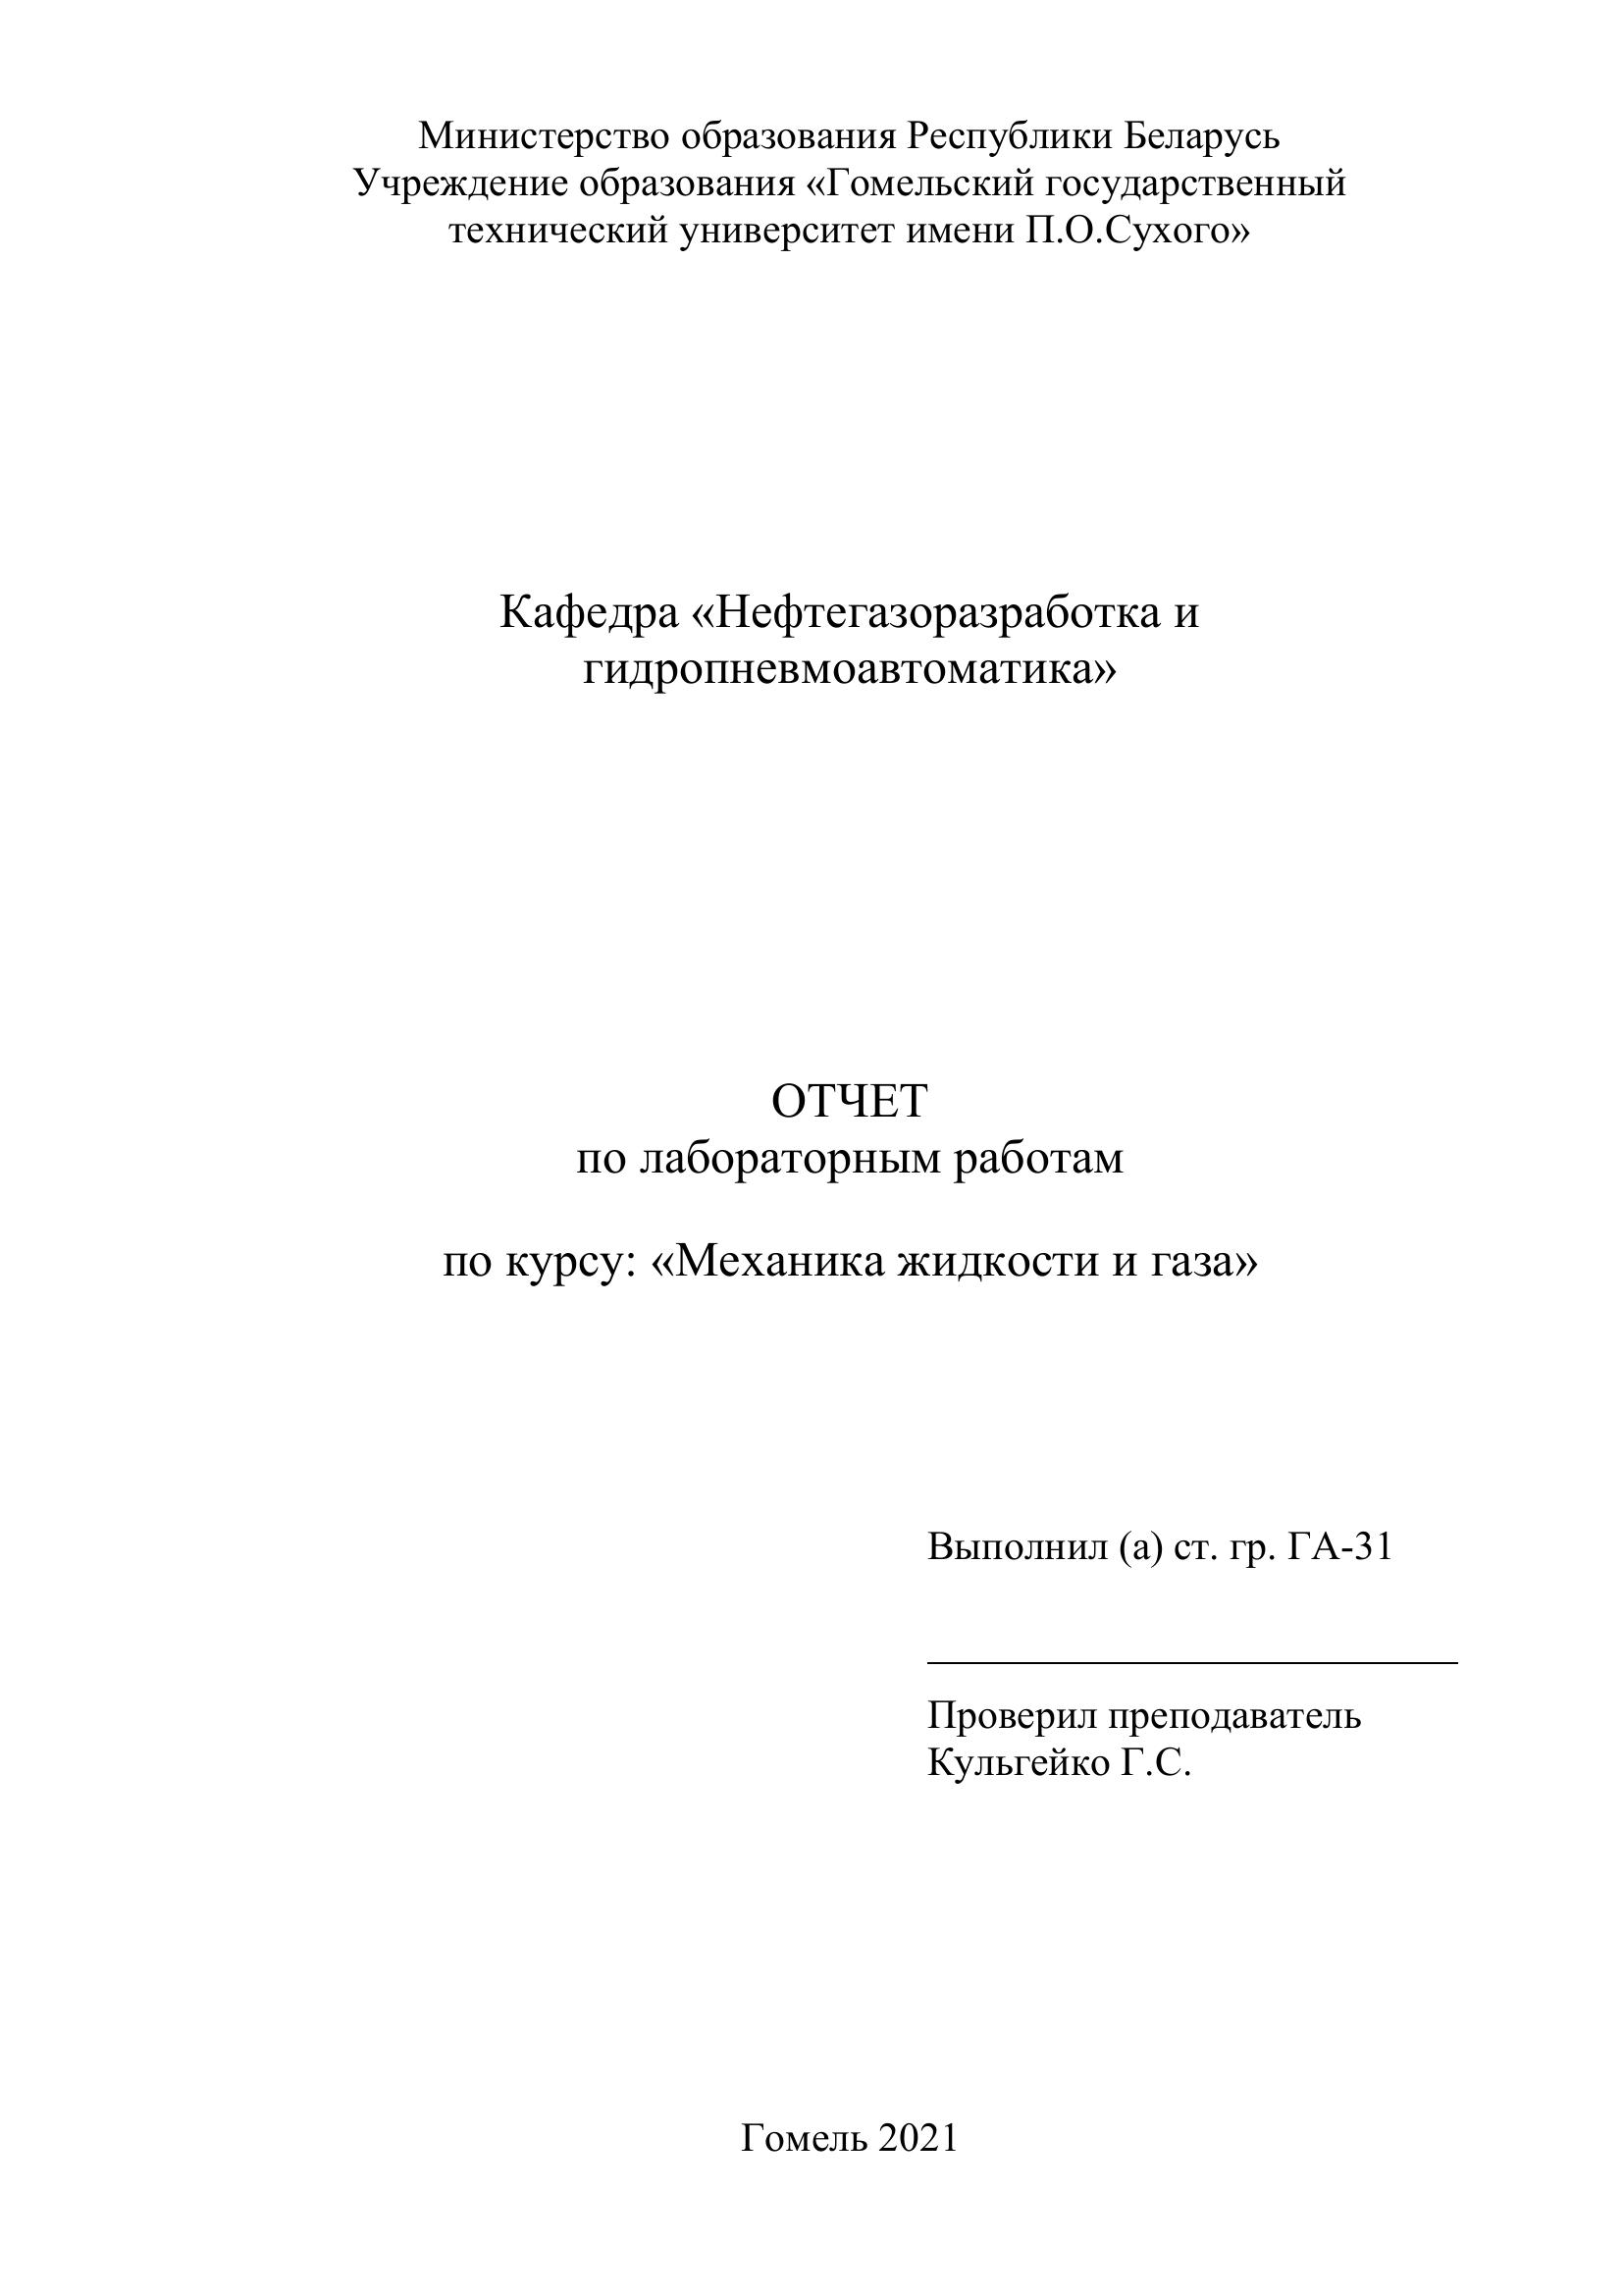 Министерство образования Республики Беларусь
Учреждение образования «Гомельский государственный
технический университет имени П.О.Сухого»
Кафедра «Нефтегазоразработка и
гидропневмоавтоматика»
ОТЧЕТ
по лабораторным работам
по курсу: «Механика жидкости и газа»
Выполнил (а) ст. гр. ГА-31
Проверил преподаватель
Кульгейко Г.С.
Гомель 2021